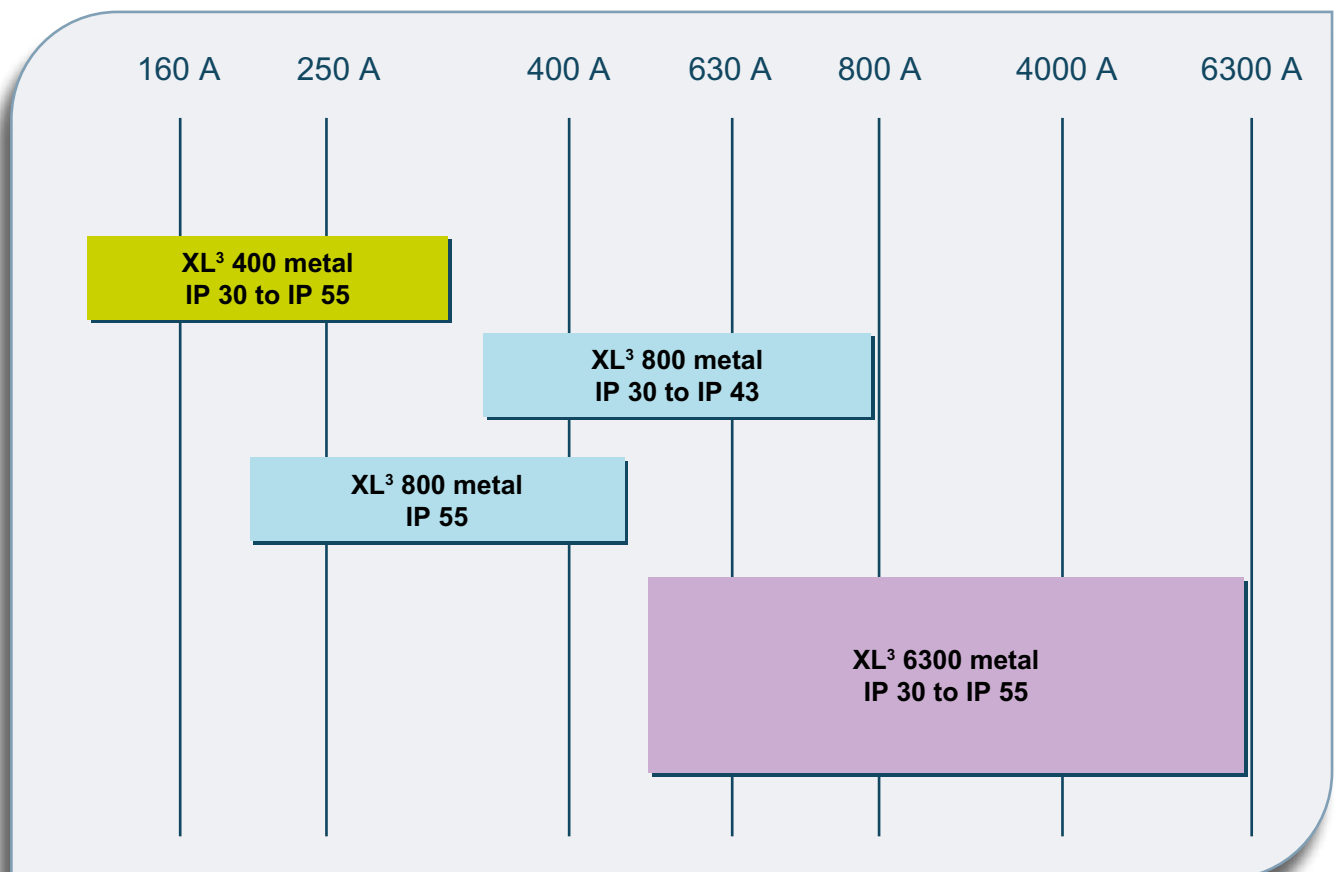 160 A 250 A 400 A 630 A 800 A 4000 A 6300 A
XL³ 400 metal
IP 30 to IP 55
XL³ 800 metal
IP 30 to IP 43
XL³ 800 metal
IP 55
XL³ 6300 metal
IP 30 to IP 55